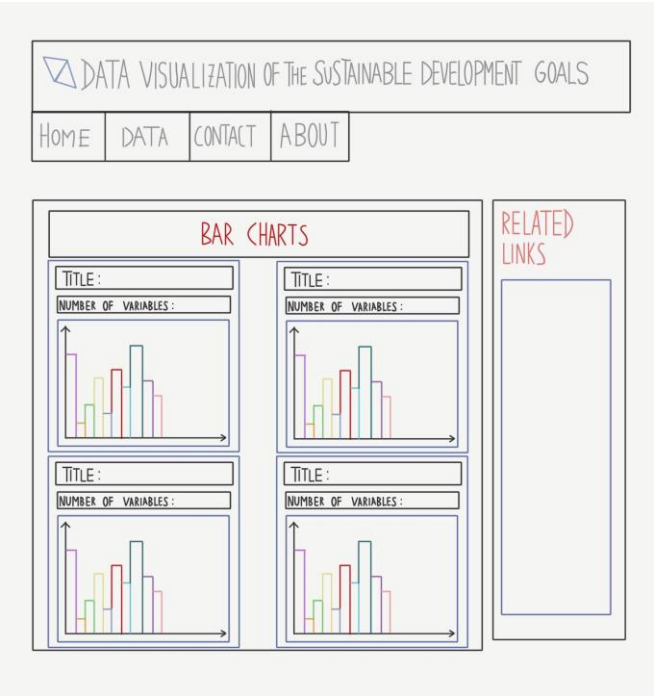 DATA VISUALIZATION OF THE SUSTAINABLE DEVELOPMENT GOALS
HOME DATA CONTACT ABOUT
BAR CHARTS
TITLE:
NUMBER OF VARIABLES:
TITLE:
NUMBER OF VARIABLES:
TITLE:
NUMBER OF VARIABLES:
TITLE:
NUMBER OF VARIABLES:
RELATED
LINKS